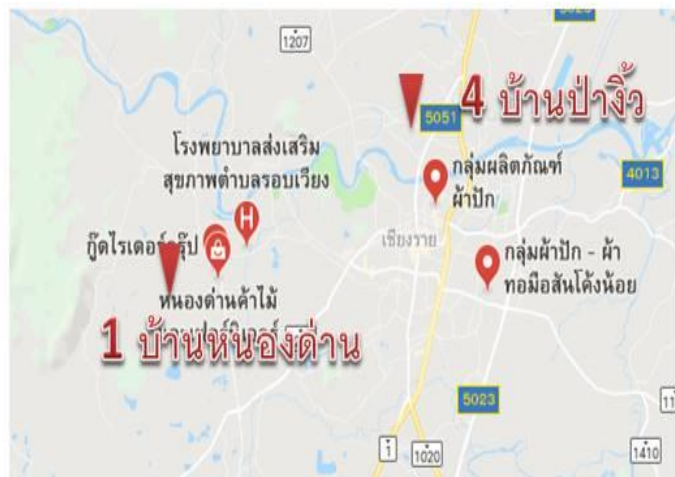 5023
1207
4 บ้านป่างิ้ว
5051
โรงพยาบาลส่งเสริม
สุขภาพตำบลรอบเวียง
กลุ่มผลิตภัณฑ์
ผ้าปัก
4013
H
กู๊ดไรเดอร์กรุ๊ป
เชียงราย
กลุ่มผ้าปัก - ผ้า
ทอมือสันโค้งน้อย
หนองด่านค้าไม้
1 บ้านหนองด่าน
5023
1
1020
1410